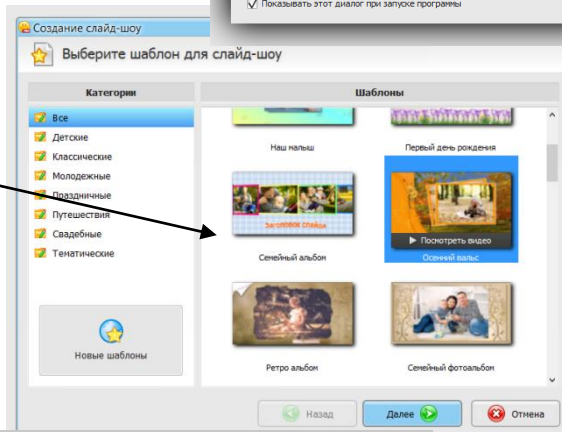 Показывать этот диалог при запуске программы
Создание слайд-шоу
Выберите шаблон для слайд-шоу
Категории
Шаблоны
Все
Детские
Классические
Молодежные
Праздничные
Путешествия
Свадебные
Тематические
Новые шаблоны
Наш малыш
Первый день рождения
Заголовок слайда
Семейный альбом
Посмотреть видео
Осенний вальс
Ретро альбом
Семейный фотоальбом
Назад
Далее
Отмена